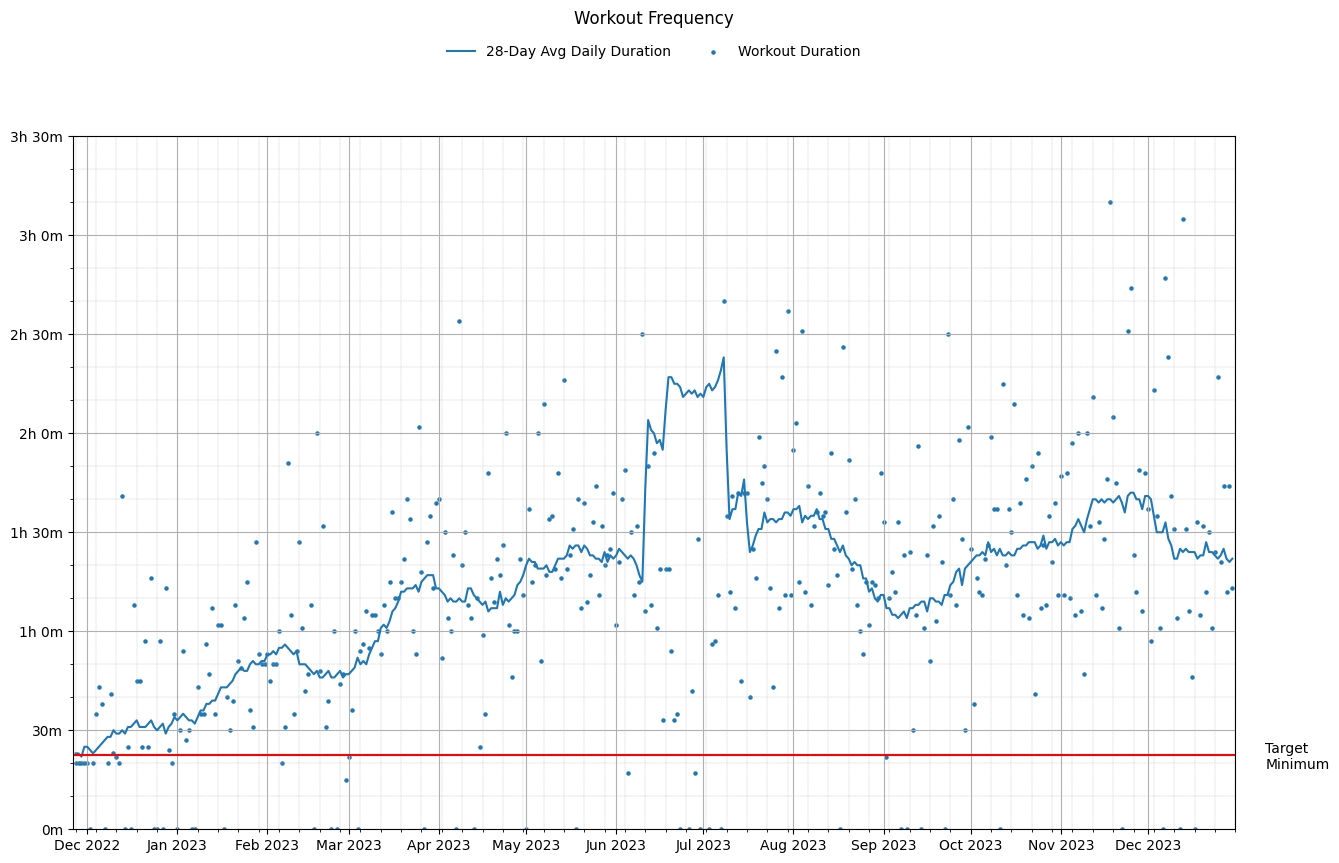 Workout Frequency
28-Day Avg Daily Duration
Workout Duration
3h 30m
3h 0m
2h 30m
2h 0m
1h 30m
1h 0m
30m
0m
Target
Minimum
Dec 2022
Jan 2023
Feb 2023
Mar 2023
Apr 2023
May 2023
Jun 2023
Jul 2023
Aug 2023
Sep 2023
Oct 2023
Nov 2023
Dec 2023